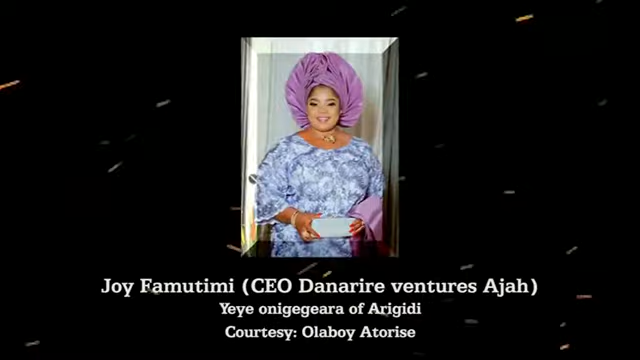 Joy Famutimi (CEO Danarire ventures Ajah)
Yeye onigegeara of Arigidi
Courtesy: Olaboy Atorise